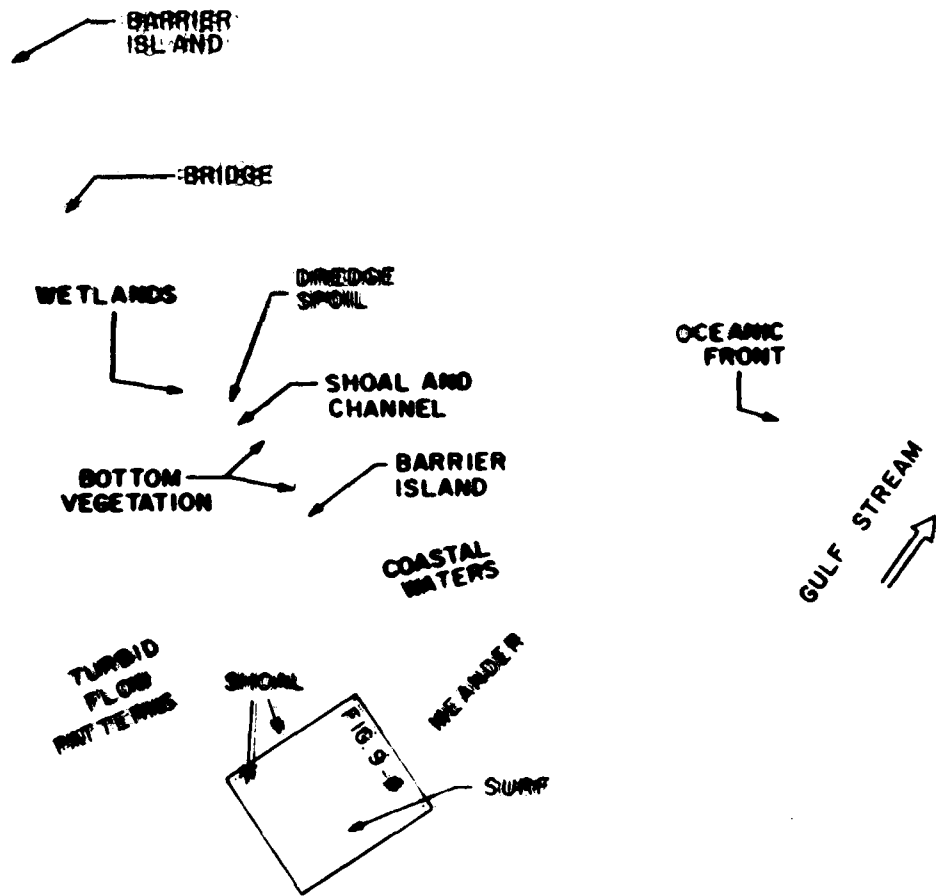 BARRIER
ISLAND
BRIDGE
WETLANDS
DREDGE
SPOIL
OCEANIC
FRONT
SHOAL AND
CHANNEL
BOTTOM
VEGETATION
BARRIER
ISLAND
GULF STREAM
COASTAL
WATERS
TURBID
FLOW
PATTERNS
SHOAL
MEANDER
FIG. 9
SURF